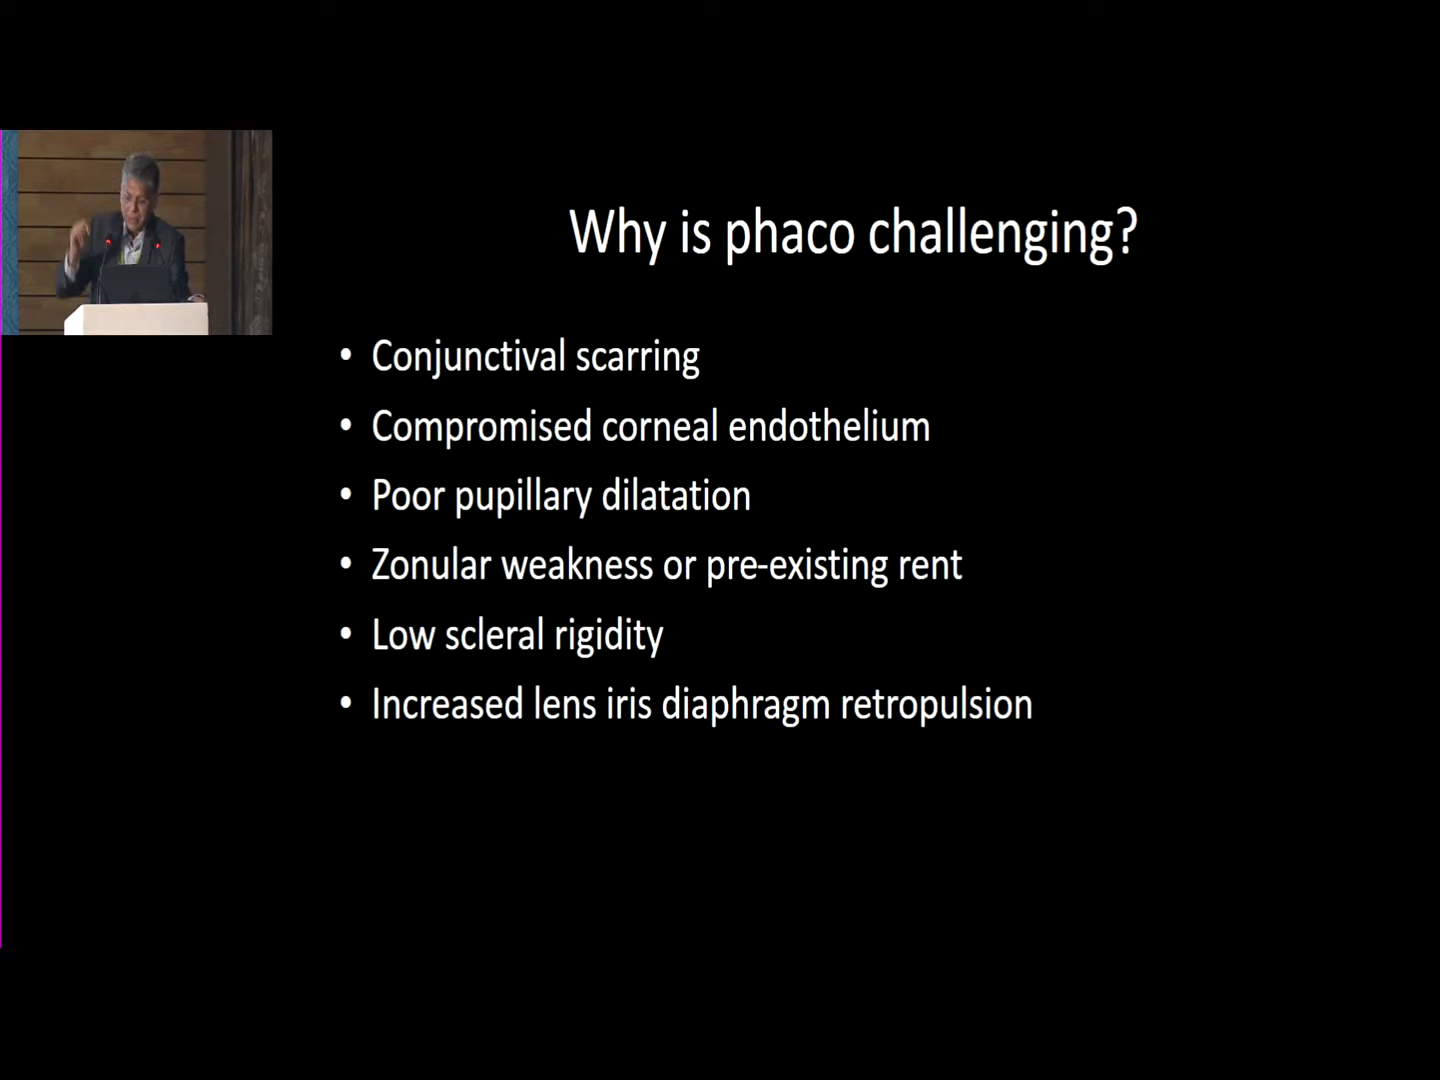 Why is phaco challenging?
• Conjunctival scarring
• Compromised corneal endothelium
• Poor pupillary dilatation
• Zonular weakness or pre-existing rent
• Low scleral rigidity
• Increased lens iris diaphragm retropulsion